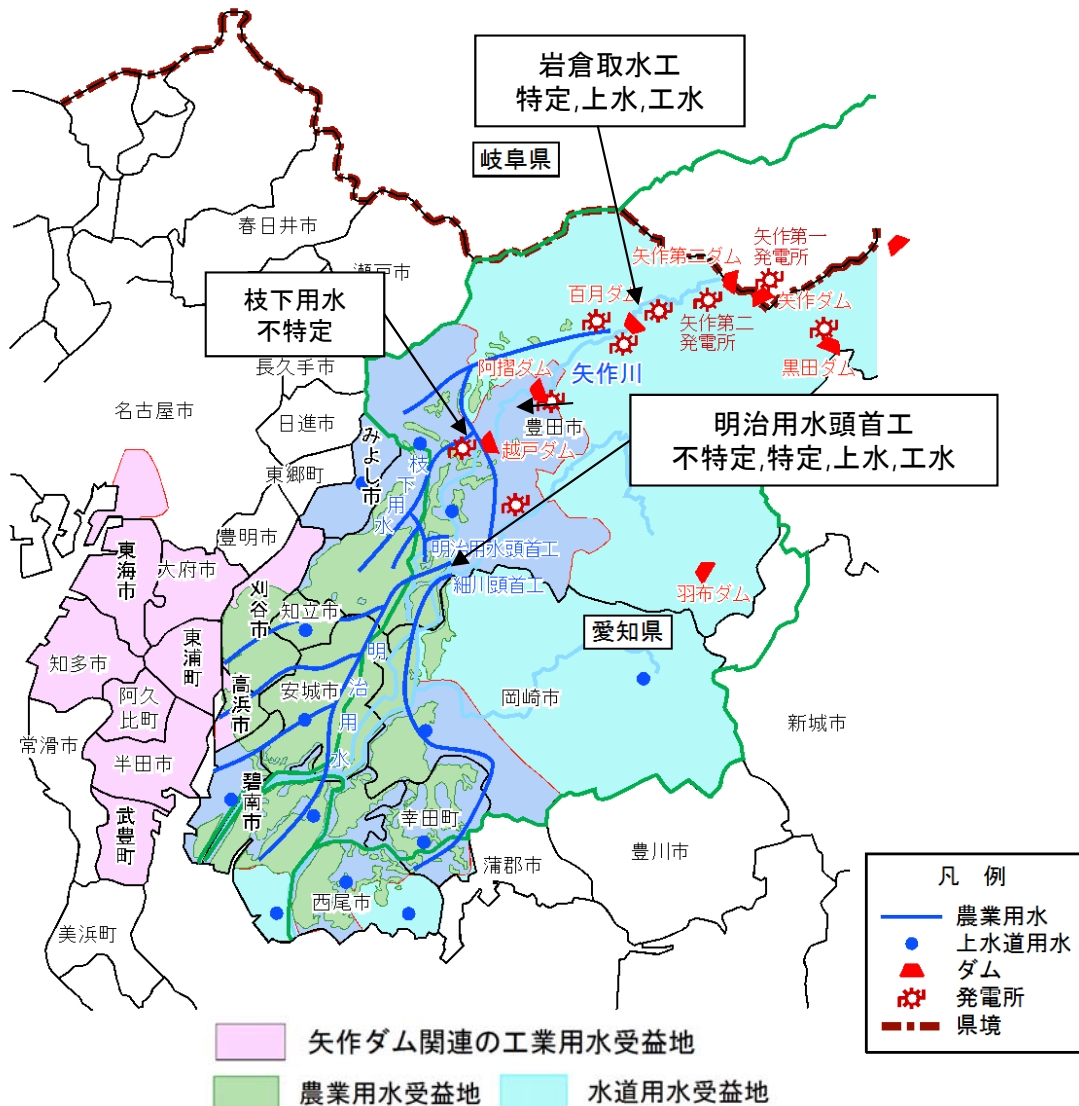 岩倉取水工
特定,上水,工水
岐阜県
春日井市
瀬戸市
矢作第一
発電所
矢作第二ダム
枝下用水
不特定
百月ダム
矢作ダム
矢作第二
発電所
黒田ダム
長久手市
阿摺ダム
矢作川
名古屋市
日進市
みよし市
豊田市
明治用水頭首工
不特定,特定,上水,工水
越戸ダム
東郷町
枝下用水
豊明市
明治用水頭首工
細川頭首工
東海市
大府市
刈谷市
知立市
羽布ダム
愛知県
東浦町
知多市
明治用水
阿久
比町
高浜市
安城市
岡崎市
新城市
常滑市
半田市
碧南市
武豊町
幸田町
蒲郡市
豊川市
西尾市
美浜町
凡 例
農業用水
上水道用水
ダム
発電所
県境
矢作ダム関連の工業用水受益地
農業用水受益地
水道用水受益地